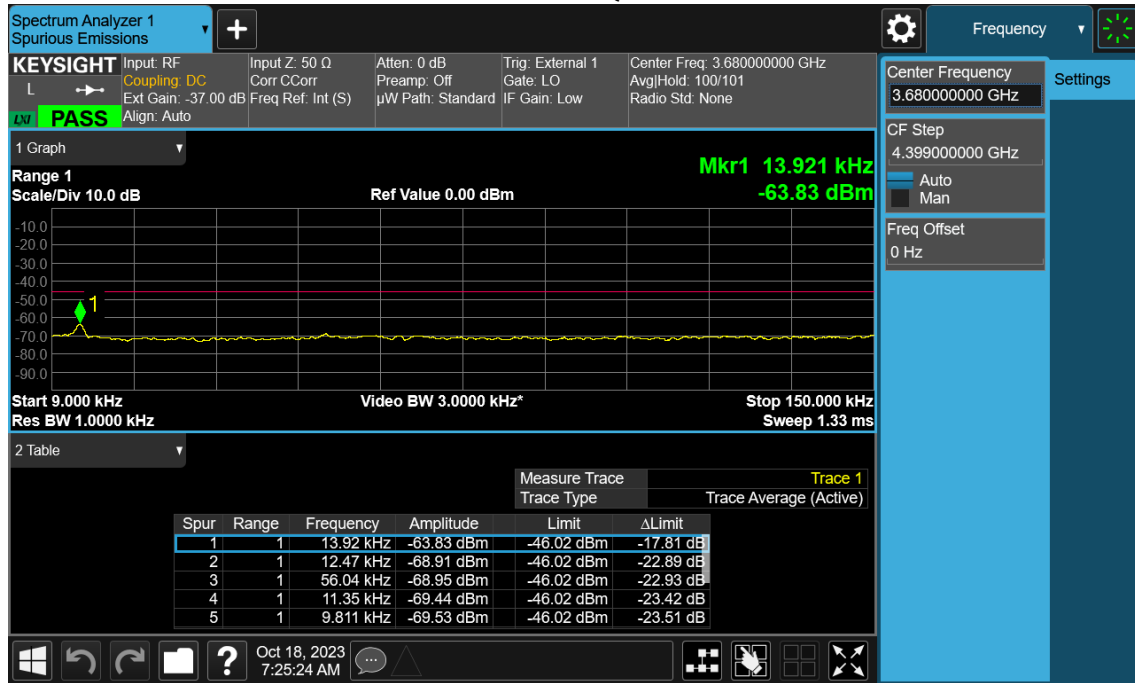 Spectrum Analyzer 1
Spurious Emissions
+
Frequency
KEYSIGHT
L
LXI PASS
Input: RF
Coupling: DC
Ext Gain: -37.00 dB
Align: Auto
Input Z: 50 Ω
Corr CCorr
Freq Ref: Int (S)
Atten: 0 dB
Preamp: Off
µW Path: Standard
Trig: External 1
Gate: LO
IF Gain: Low
Center Freq: 3.680000000 GHz
Avg|Hold: 100/101
Radio Std: None
Center Frequency
3.680000000 GHz
Settings
CF Step
4.399000000 GHz
Auto
Man
Freq Offset
0 Hz
1 Graph
Range 1
Scale/Div 10.0 dB
Ref Value 0.00 dBm
Mkr1 13.921 kHz
-63.83 dBm
-10.0
-20.0
-30.0
-40.0
-50.0
-60.0
-70.0
-80.0
-90.0
1
Start 9.000 kHz
Res BW 1.0000 kHz
Video BW 3.0000 kHz*
Stop 150.000 kHz
Sweep 1.33 ms
2 Table
Measure Trace Trace 1
Trace Type Trace Average (Active)
Spur Range Frequency Amplitude Limit ΔLimit
1 1 13.92 kHz -63.83 dBm -46.02 dBm -17.81 dB
2 1 12.47 kHz -68.91 dBm -46.02 dBm -22.89 dB
3 1 56.04 kHz -68.95 dBm -46.02 dBm -22.93 dB
4 1 11.35 kHz -69.44 dBm -46.02 dBm -23.42 dB
5 1 9.811 kHz -69.53 dBm -46.02 dBm -23.51 dB
?
Oct 18, 2023
7:25:24 AM